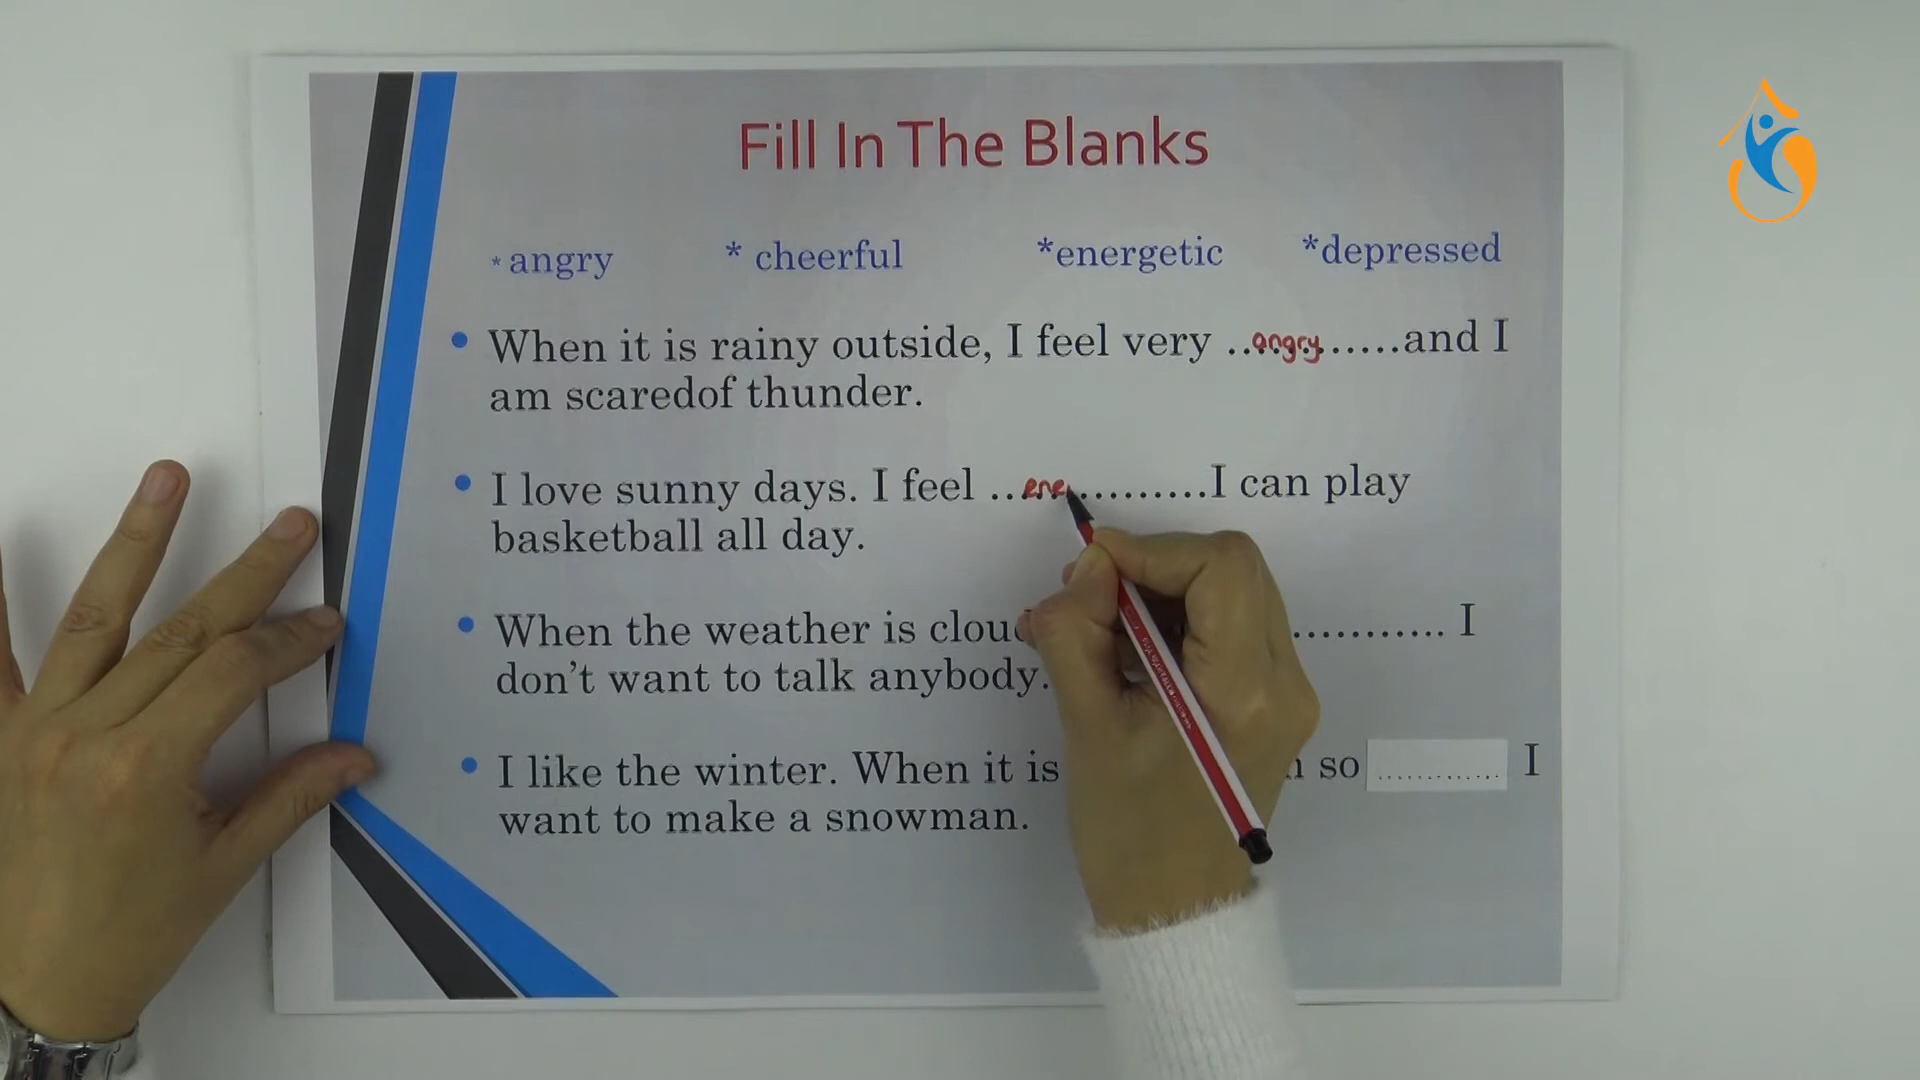 Fill In The Blanks
* angry * cheerful *energetic *depressed
• When it is rainy outside, I feel very ..angry......and I
am scaredof thunder.
• I love sunny days. I feel ...ene............I can play
basketball all day.
• When the weather is ........... I
don't want to talk anybody.
• I like the winter. When it is so ............. I
want to make a snowman.